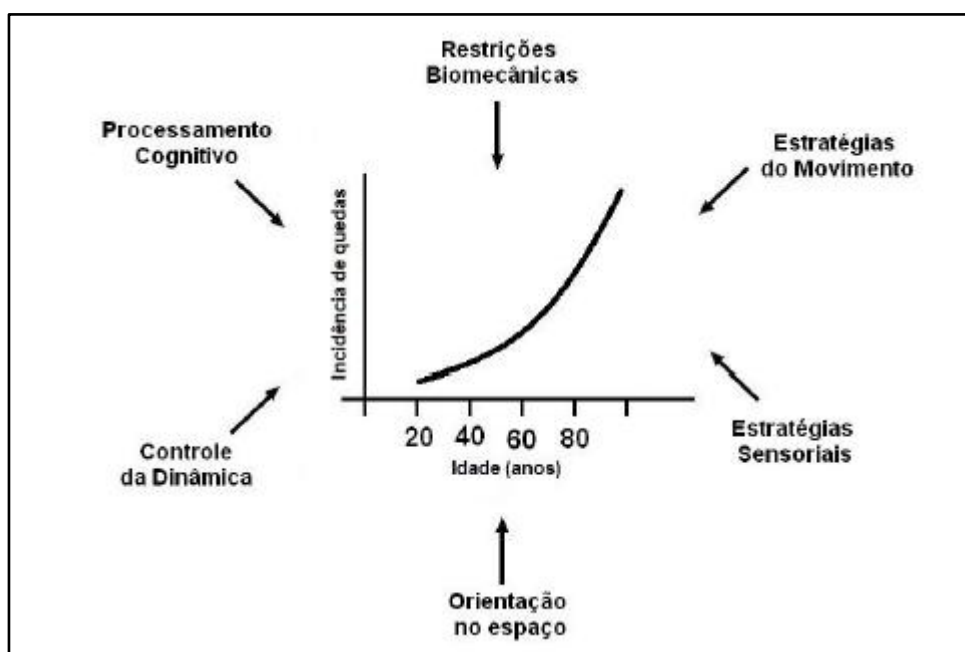 Restrições
Biomecânicas
Processamento
Cognitivo
Estratégias
do Movimento
Incidência de quedas
20 40 60 80
Idade (anos)
Controle
da Dinâmica
Estratégias
Sensoriais
Orientação
no espaço